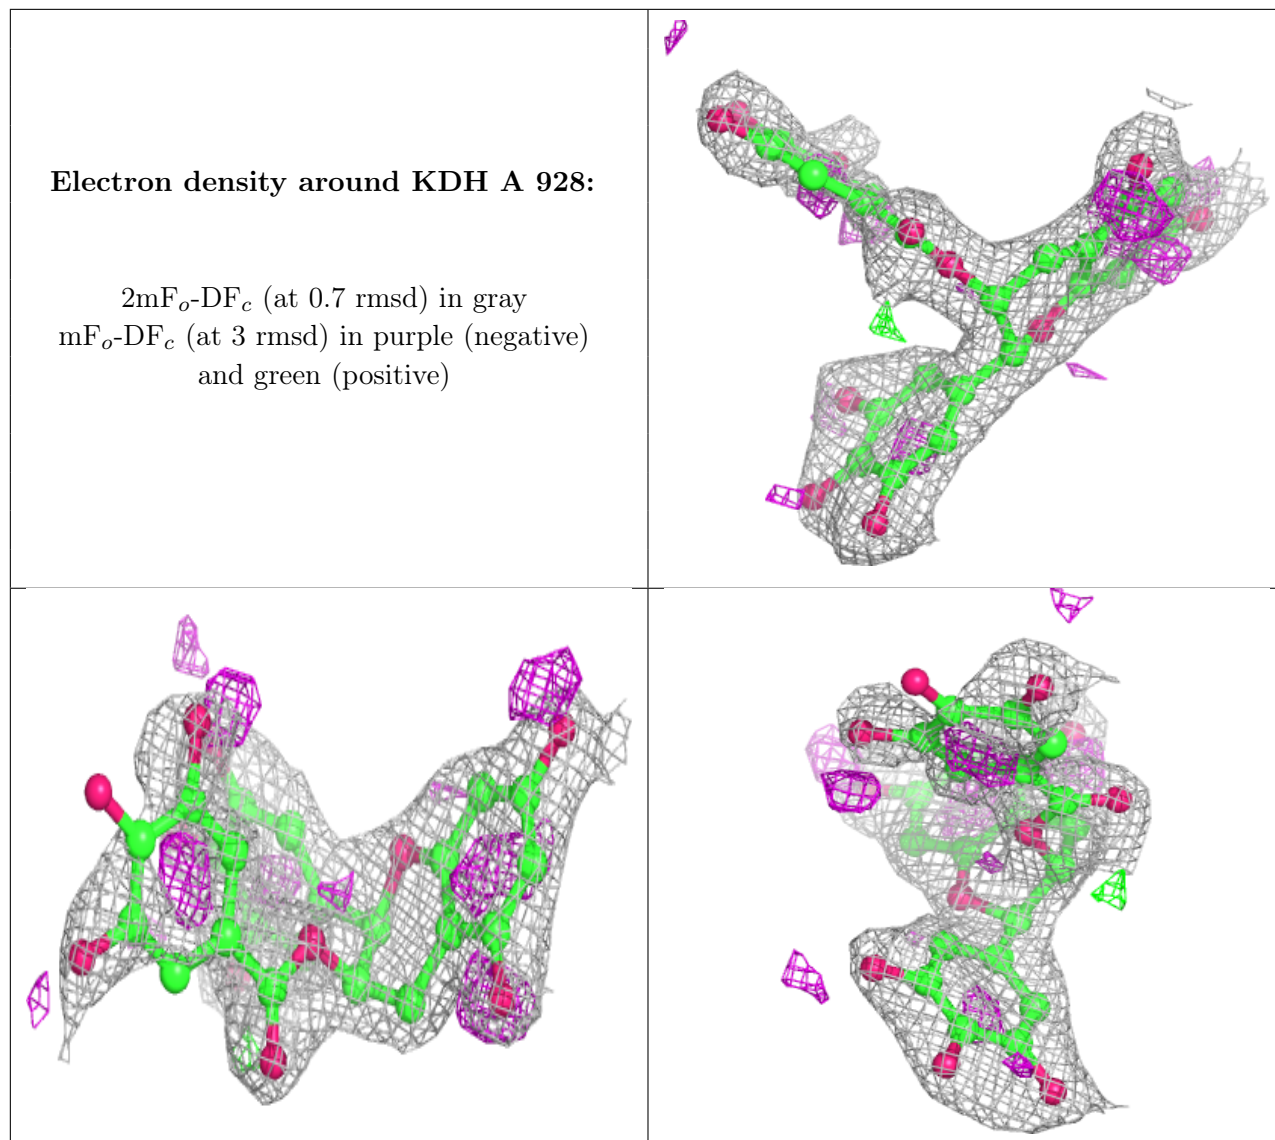 Electron density around KDH A 928:
2mFo-DFc (at 0.7 rmsd) in gray
mFo-DFc (at 3 rmsd) in purple (negative)
and green (positive)